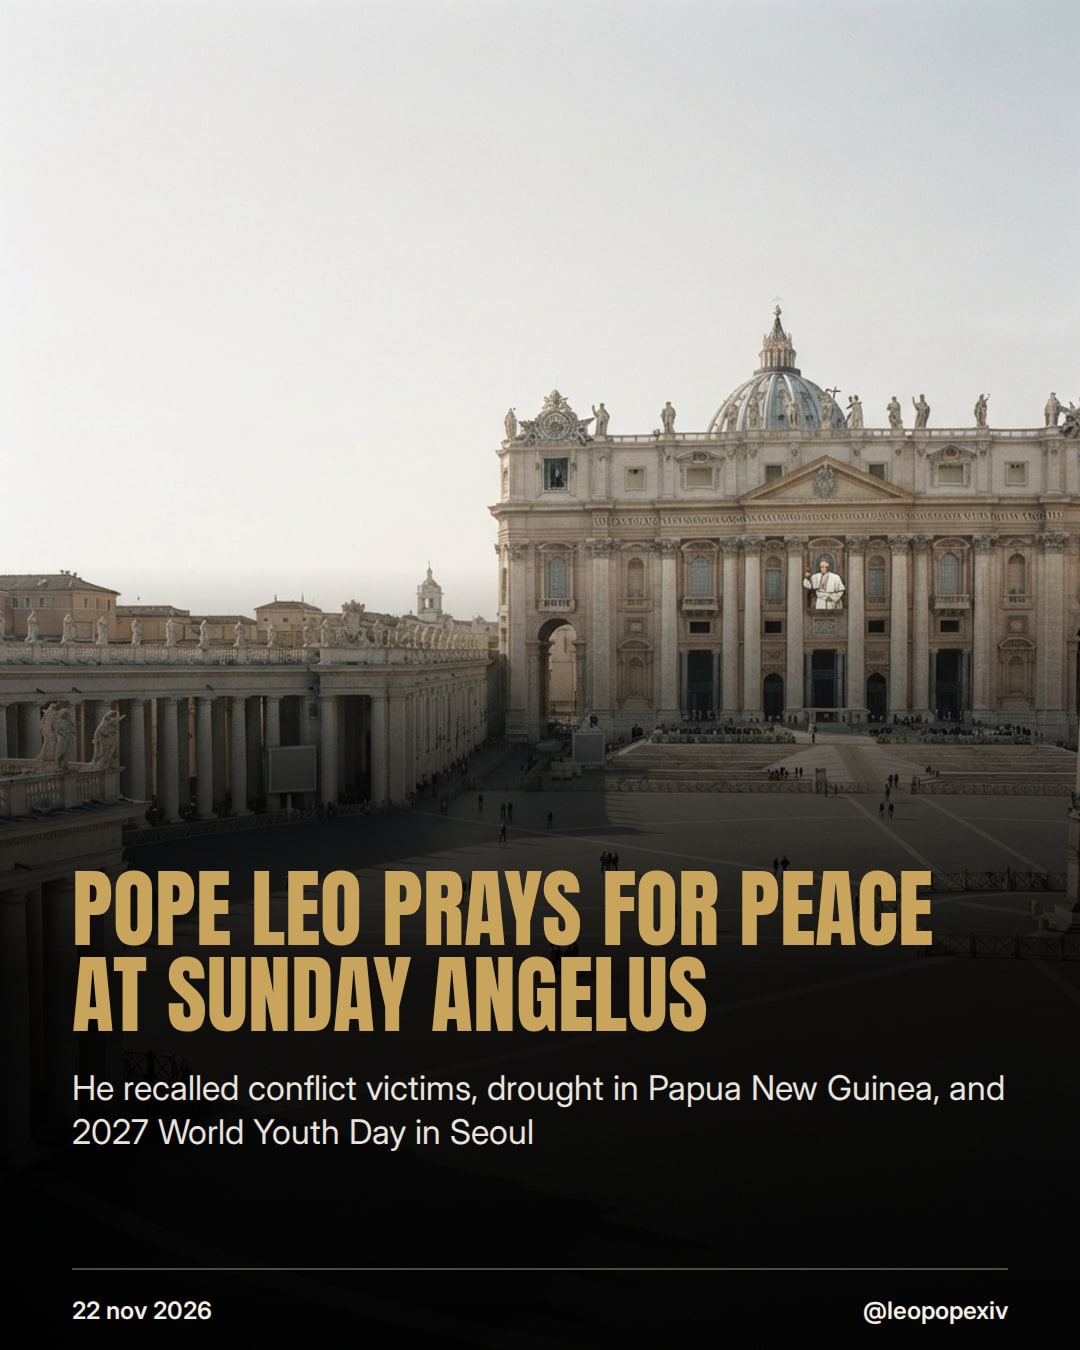 POPE LEO PRAYS FOR PEACE
AT SUNDAY ANGELUS
He recalled conflict victims, drought in Papua New Guinea, and
2027 World Youth Day in Seoul
22 nov 2026
@leopopexiv